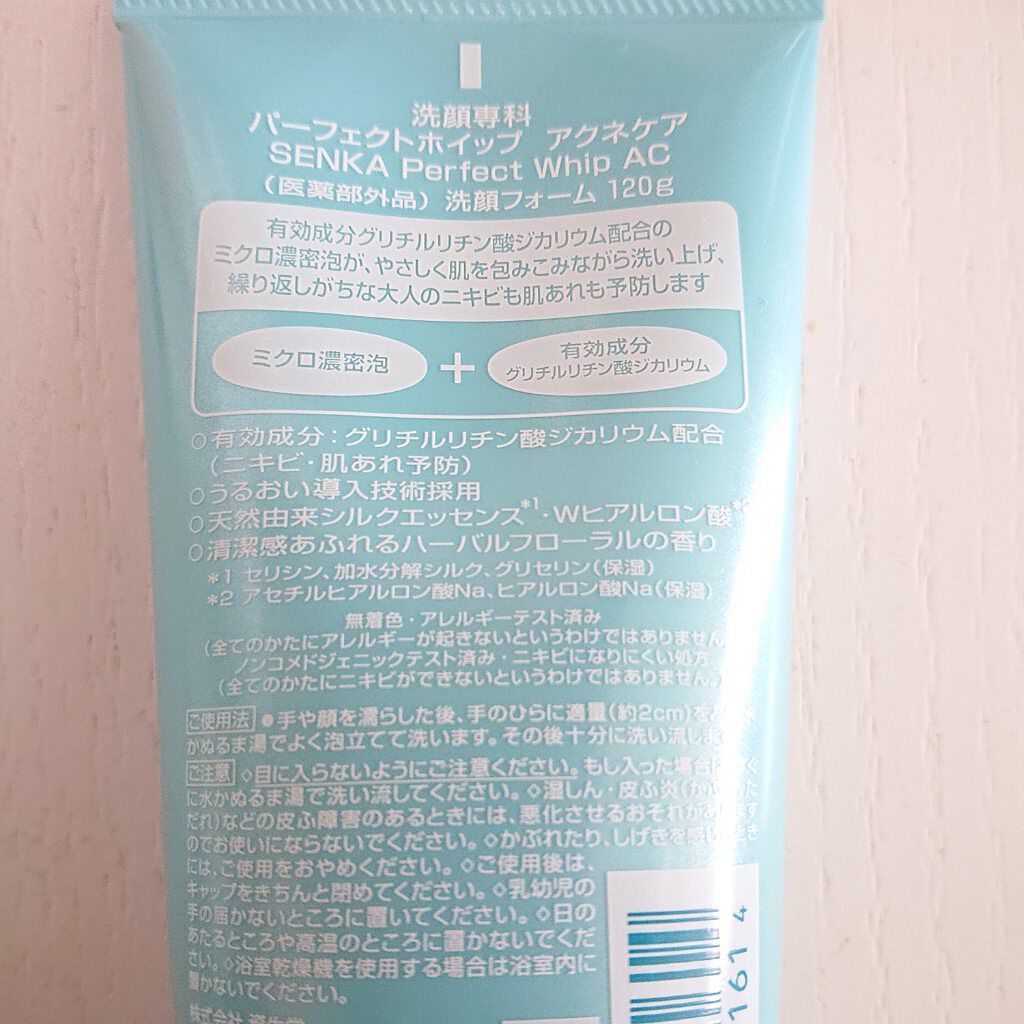 洗顔専科
パーフェクトホイップ アクネケア
SENKA Perfect Whip AC
(医薬部外品) 洗顔フォーム 120g
有効成分グリチルリチン酸ジカリウム配合の
ミクロ濃密泡が、やさしく肌を包みこみながら洗い上げ、
繰り返しがちな大人のニキビも肌あれも予防します
ミクロ濃密泡
+
有効成分
グリチルリチン酸ジカリウム
○有効成分:グリチルリチン酸ジカリウム配合
(ニキビ・肌あれ予防)
○うるおい導入技術採用
○天然由来シルクエッセンス*1・Wヒアルロン酸
○清潔感あふれるハーバルフローラルの香り
*1 セリシン、加水分解シルク、グリセリン(保湿)
*2 アセチルヒアルロン酸Na、ヒアルロン酸Na(保湿)
無着色・アレルギーテスト済み
(全てのかたにアレルギーが起きないというわけではありません
ノンコメドジェニックテスト済み・ニキビになりにくい処方
(全てのかたにニキビができないというわけではありません。)
ご使用法 ●手や顔を濡らした後、手のひらに適量(約2cm)を
かぬるま湯でよく泡立てて洗います。その後十分に洗い流しま
ご注意 ◇目に入らないようにご注意ください。もし入った場合
に水かぬるま湯で洗い流してください。◇湿しん・皮ふ炎(かぶれ、ただ
だれ)などの皮ふ障害のあるときには、悪化させるおそれがあります
のでお使いにならないでください。◇かぶれたり、しげきを感じたとき
には、ご使用をおやめください。◇ご使用後は、
キャップをきちんと閉めてください。◇乳幼児の
手の届かないところに置いてください。◇日の
あたるところや高温のところに置かないでくだ
さい。◇浴室乾燥機を使用する場合は浴室内に
置かないでください。
株式会社
4 191